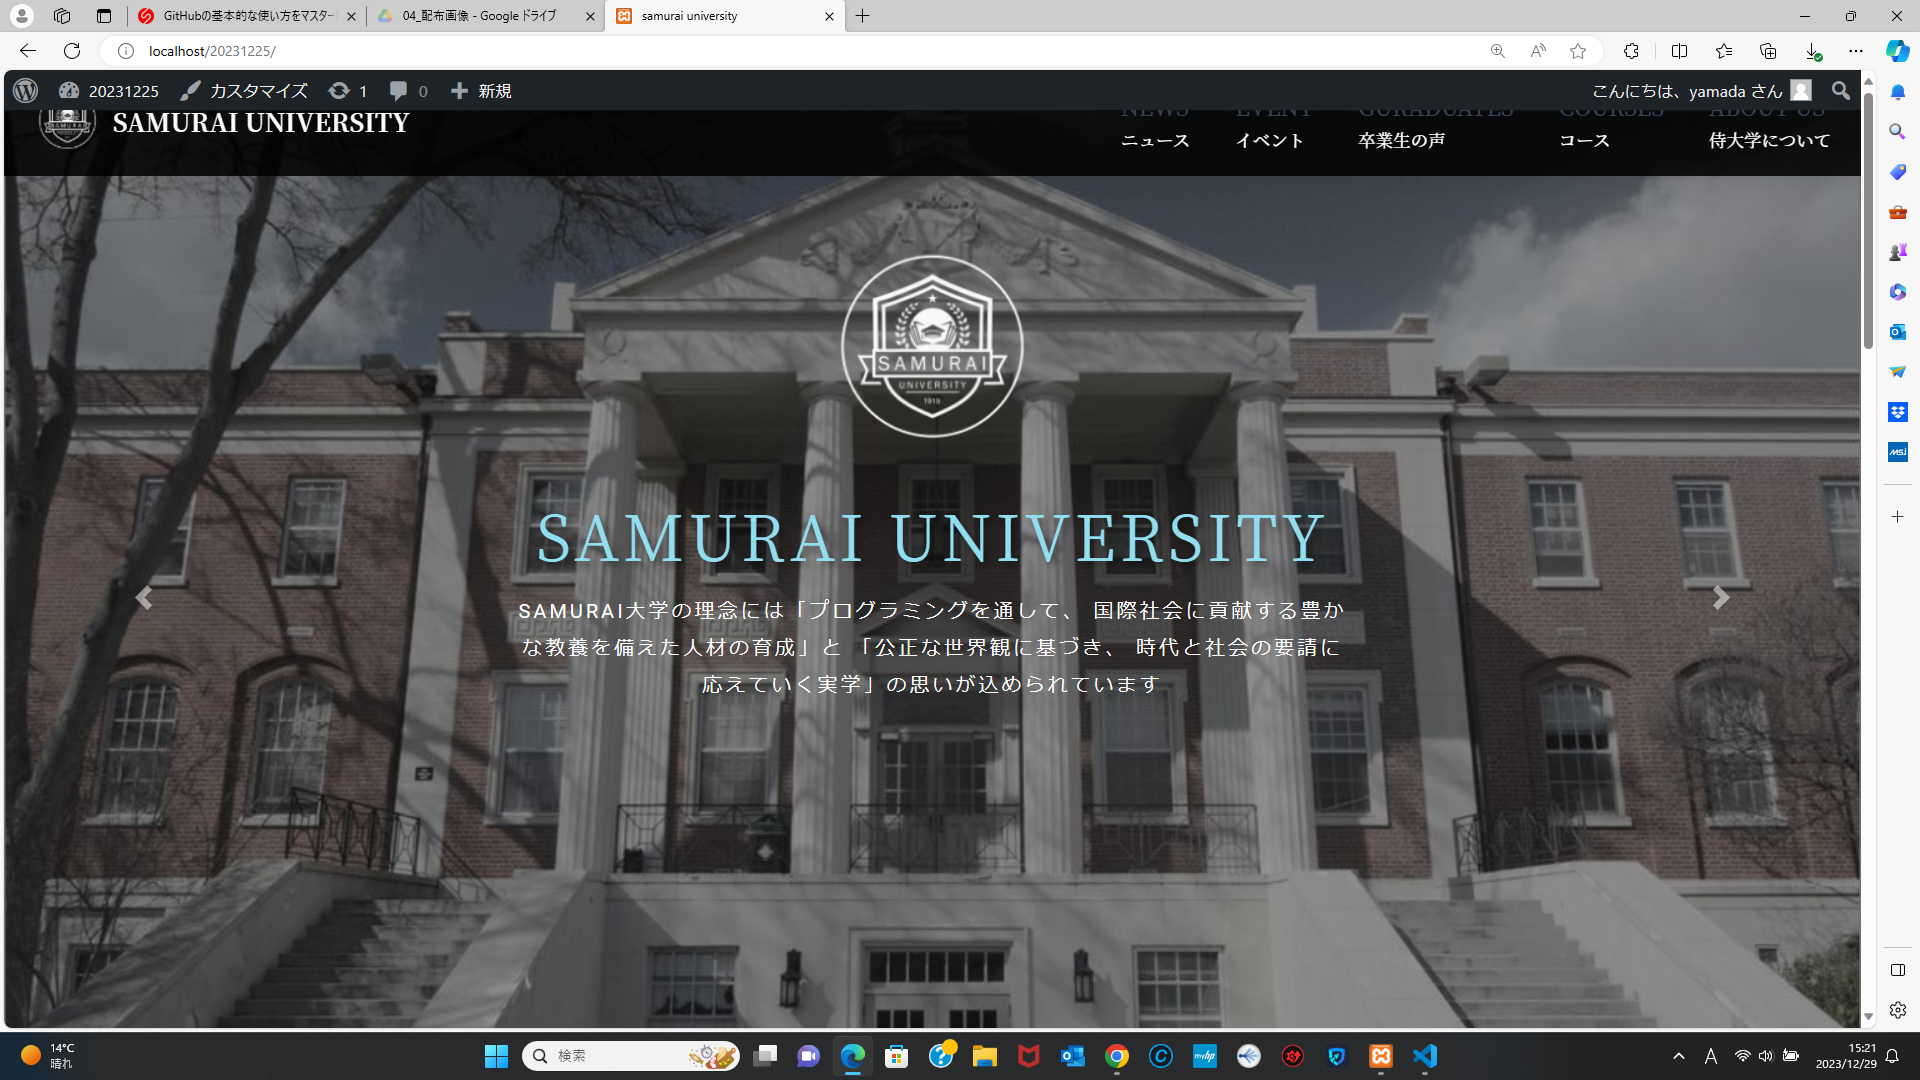 GitHubの基本的な使い方をマスター
04_配布画像 - Google ドライブ
samurai university
localhost/20231225/
20231225
カスタマイズ
1
0
新規
こんにちは、yamada さん
SAMURAI UNIVERSITY
NEWS
EVENT
GURADUATES
COURSES
ABOUT US
ニュース
イベント
卒業生の声
コース
侍大学について
SAMURAI
UNIVERSITY
1919
SAMURAI UNIVERSITY
SAMURAI大学の理念には「プログラミングを通して、 国際社会に貢献する豊か
な教養を備えた人材の育成」と 「公正な世界観に基づき、 時代と社会の要請に
応えていく実学」の思いが込められています
14°C
晴れ
検索
A
15:21
2023/12/29